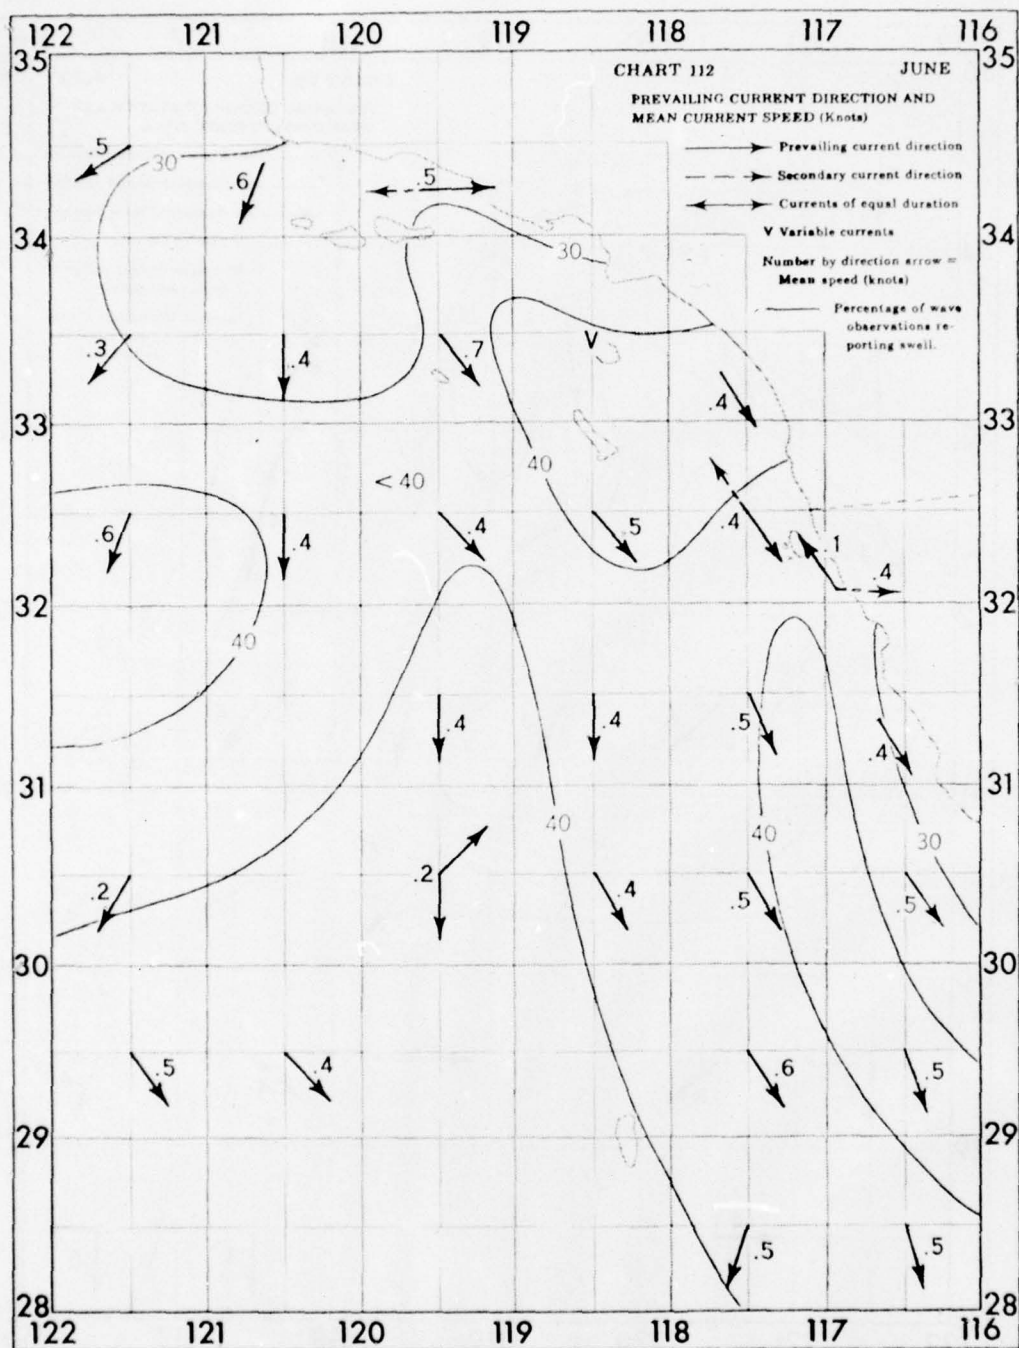 122 121 120 119 118 117 116
35 35
CHART 112 JUNE
PREVAILING CURRENT DIRECTION AND
MEAN CURRENT SPEED (Knots)
Prevailing current direction
Secondary current direction
Currents of equal duration
V Variable currents
Number by direction arrow =
Mean speed (knots)
Percentage of wave
observations re-
porting swell.
.5 30 .6 .5
34 30 34
.3 .4 .7 V
.4
33 33
40
<40
.6 .4 .4 .5 .4 .1
.4
32 32
40
.4 .4 .5 .4
31 31
40 40 30
.2 .2 .4 .5 .5
30 30
.5 .4 .6 .5
29 29
.5 .5
28 28
122 121 120 119 118 117 116